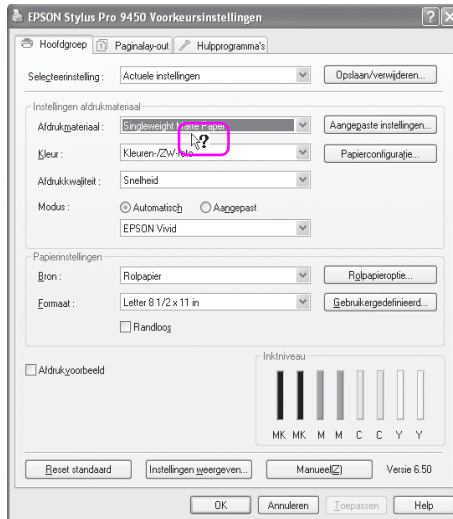 EPSON Stylus Pro 9450 Voorkeursinstellingen
Hoofdgroep Paginalay-out Hulpprogramma's
Selecteerinstelling : Actuele instellingen Opslaan/verwijderen...
Instellingen afdrukmateriaal
Afdrukmateriaal : Singleweight Matte Paper Aangepaste instellingen...
Kleur : Kleuren-/ZW-foto Papierconfiguratie...
Afdrukkwaliteit : Snelheid
Modus : Automatisch Aangepast
EPSON Vivid
Papierinstellingen
Bron : Rolpapier Rolpapieroptie...
Formaat : Letter 8 1/2 x 11 in Gebruikergedefinieerd...
Randloos
Afdrukvoorbeeld
Inktniveau
MK MK M M C C Y Y
Reset standaard Instellingen weergeven... Manueel(Z) Versie 6.50
OK Annuleren Toepassen Help